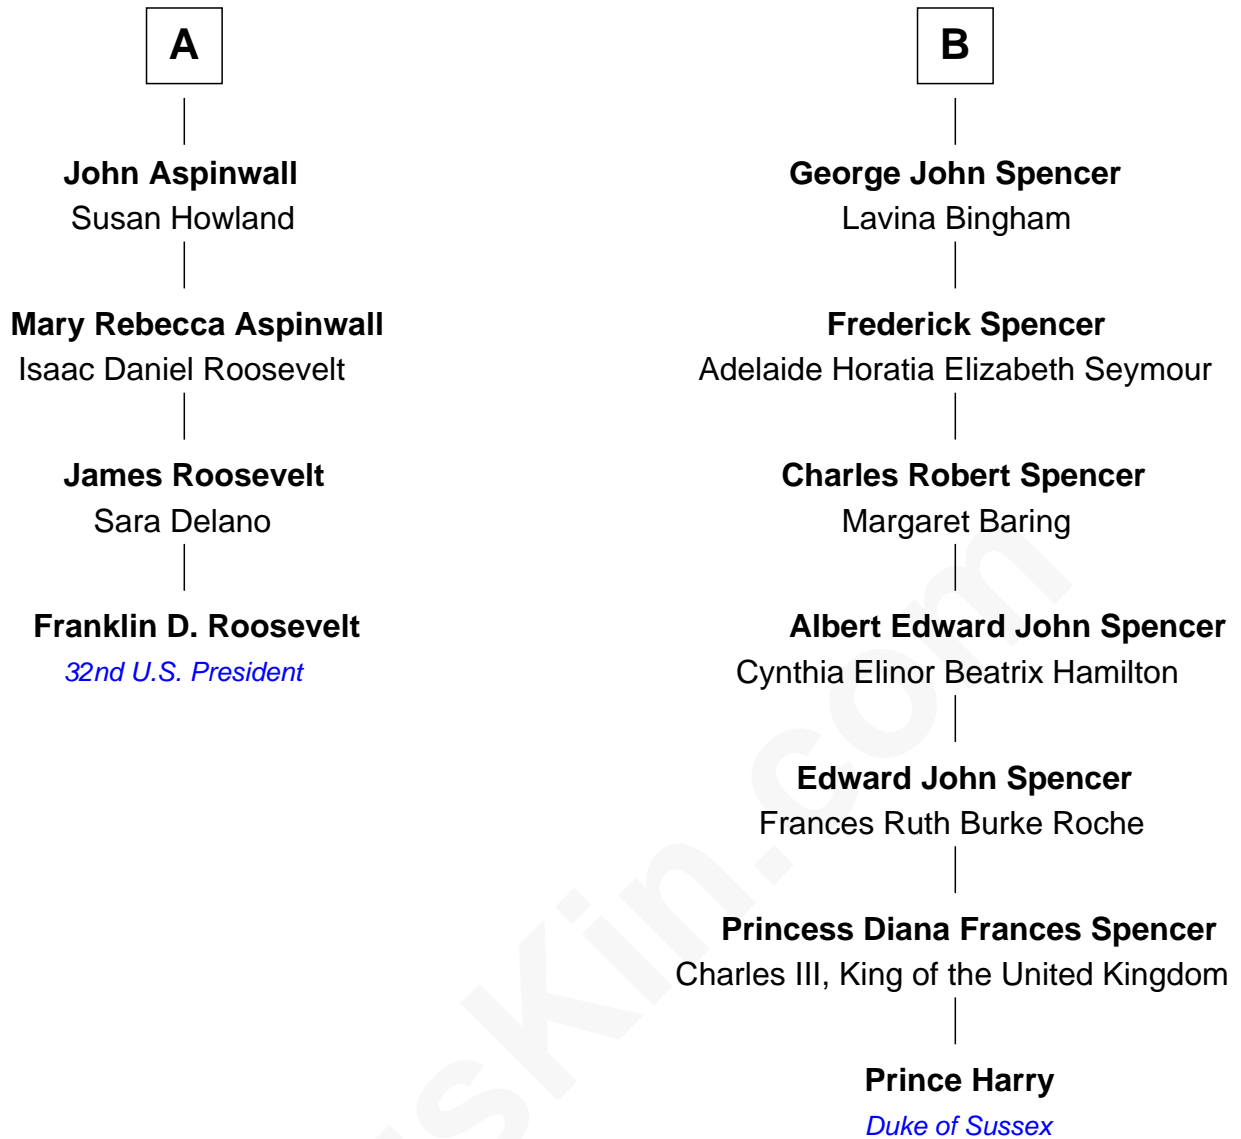 A
John Aspinwall
Susan Howland
Mary Rebecca Aspinwall
Isaac Daniel Roosevelt
James Roosevelt
Sara Delano
Franklin D. Roosevelt
32nd U.S. President
B
George John Spencer
Lavina Bingham
Frederick Spencer
Adelaide Horatia Elizabeth Seymour
Charles Robert Spencer
Margaret Baring
Albert Edward John Spencer
Cynthia Elinor Beatrix Hamilton
Edward John Spencer
Frances Ruth Burke Roche
Princess Diana Frances Spencer
Charles III, King of the United Kingdom
Prince Harry
Duke of Sussex
sKin.com